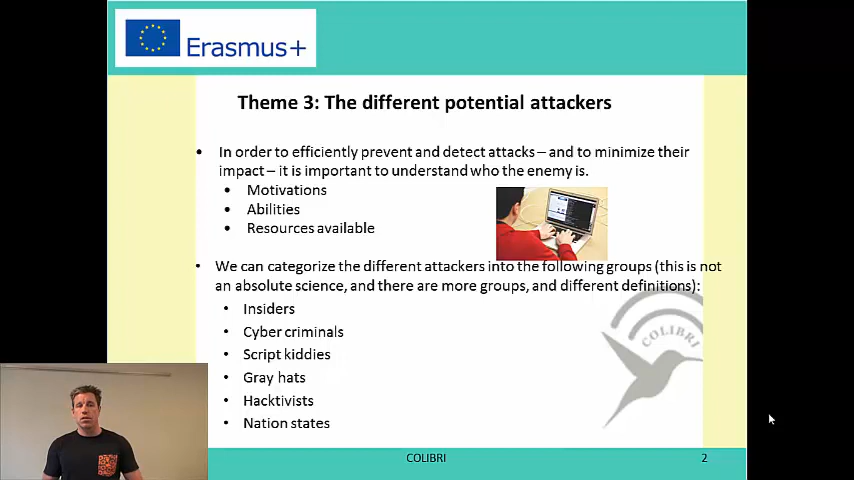 Erasmus+
Theme 3: The different potential attackers
• In order to efficiently prevent and detect attacks – and to minimize their
impact – it is important to understand who the enemy is.
• Motivations
• Abilities
• Resources available
• We can categorize the different attackers into the following groups (this is not
an absolute science, and there are more groups, and different definitions):
• Insiders
• Cyber criminals
COLIBRI
• Script kiddies
• Gray hats
• Hacktivists
• Nation states
COLIBRI
2